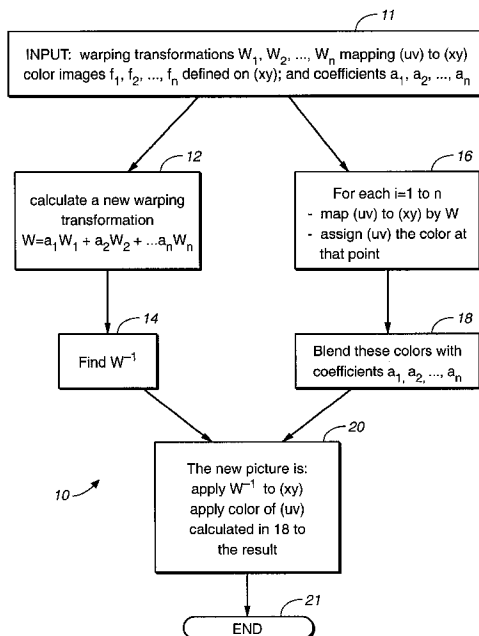 11
INPUT: warping transformations W₁, W₂, ..., Wₙ mapping (uv) to (xy)
color images f₁, f₂, ..., fₙ defined on (xy); and coefficients a₁, a₂, ..., aₙ
12
calculate a new warping
transformation
W=a₁W₁ + a₂W₂ + ...aₙWₙ
16
For each i=1 to n
- map (uv) to (xy) by W
- assign (uv) the color at
that point
14
Find W⁻¹
18
Blend these colors with
coefficients a₁, a₂, ..., aₙ
20
The new picture is:
apply W⁻¹ to (xy)
apply color of (uv)
calculated in 18 to
the result
10
21
END